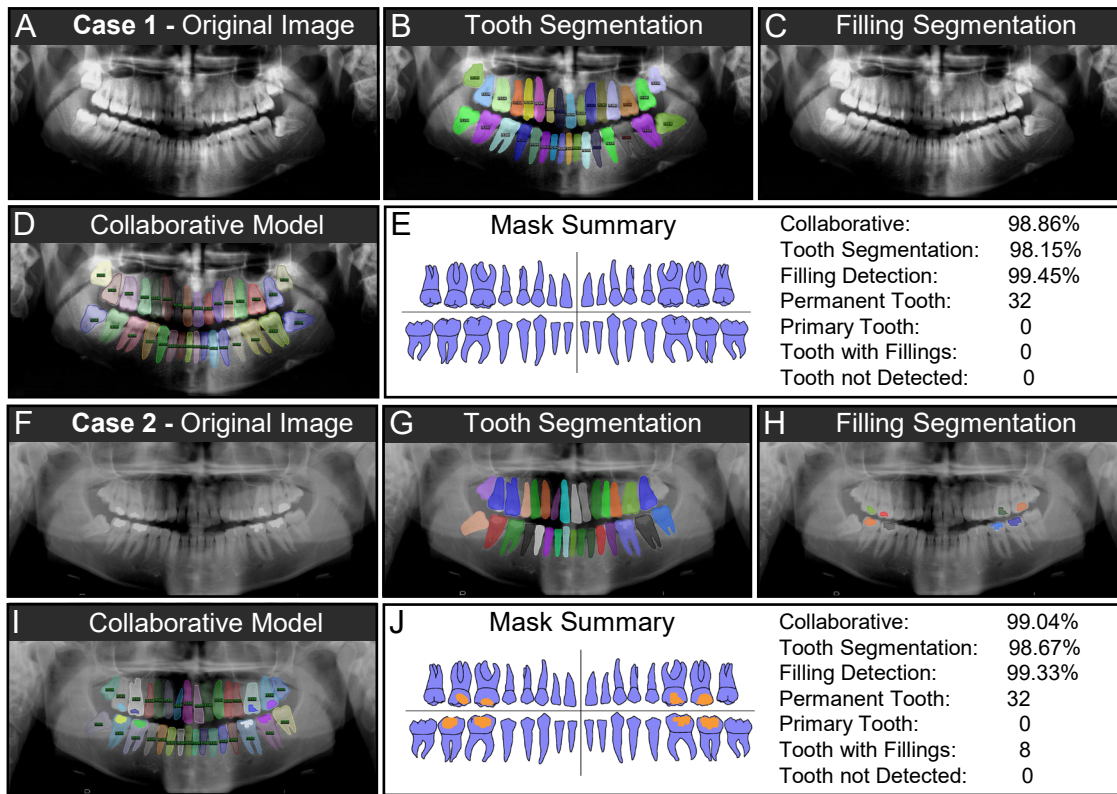 A Case 1 - Original Image
B Tooth Segmentation
C Filling Segmentation
D Collaborative Model
E Mask Summary
Collaborative: 98.86%
Tooth Segmentation: 98.15%
Filling Detection: 99.45%
Permanent Tooth: 32
Primary Tooth: 0
Tooth with Fillings: 0
Tooth not Detected: 0
F Case 2 - Original Image
G Tooth Segmentation
H Filling Segmentation
I Collaborative Model
J Mask Summary
Collaborative: 99.04%
Tooth Segmentation: 98.67%
Filling Detection: 99.33%
Permanent Tooth: 32
Primary Tooth: 0
Tooth with Fillings: 8
Tooth not Detected: 0